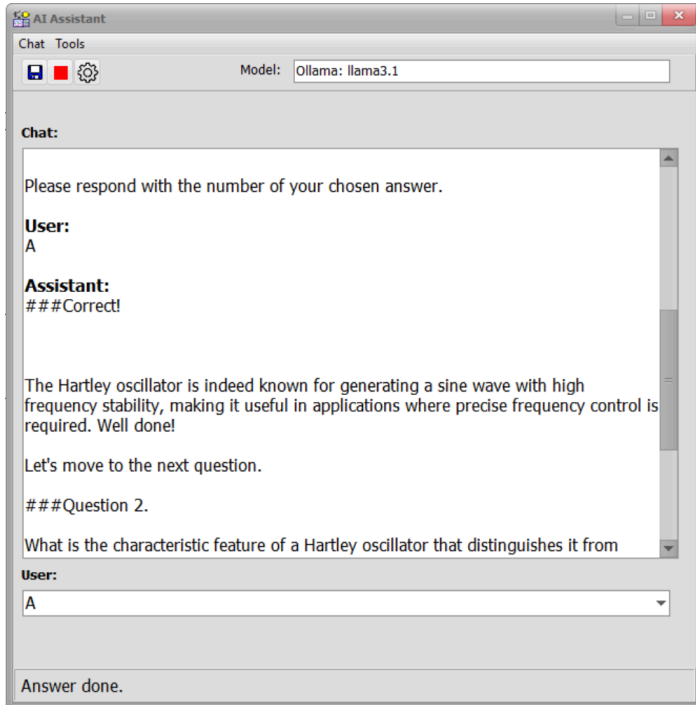 AI Assistant
Chat Tools
Model: Ollama: llama3.1
Chat:
Please respond with the number of your chosen answer.
User:
A
Assistant:
###Correct!
The Hartley oscillator is indeed known for generating a sine wave with high
frequency stability, making it useful in applications where precise frequency control is
required. Well done!
Let's move to the next question.
###Question 2.
What is the characteristic feature of a Hartley oscillator that distinguishes it from
User:
A
Answer done.